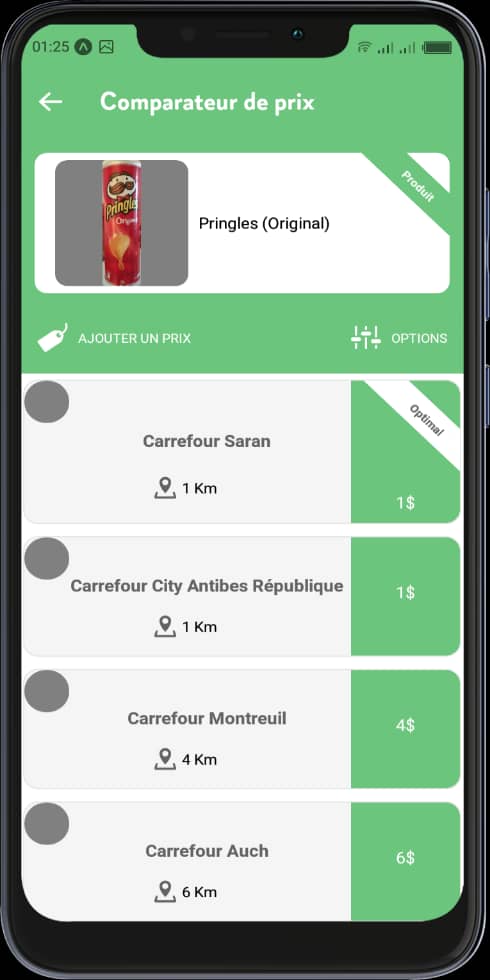 01:25
Comparateur de prix
Produit
Pringles
Original
Pringles (Original)
AJOUTER UN PRIX
OPTIONS
Optimal
Carrefour Saran
1 Km
1$
Carrefour City Antibes République
1 Km
1$
Carrefour Montreuil
4 Km
4$
Carrefour Auch
6 Km
6$